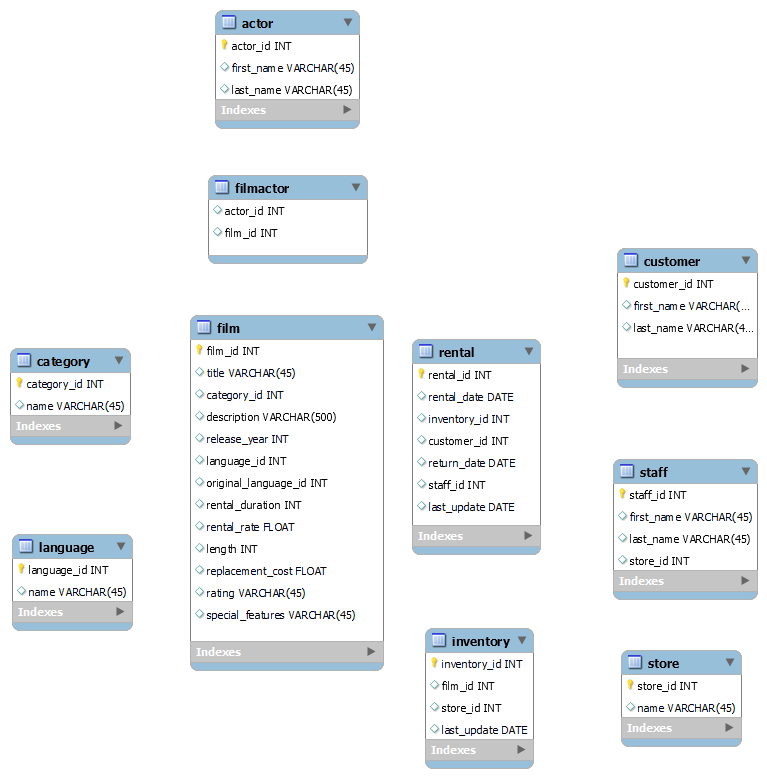 actor
actor_id INT
first_name VARCHAR(45)
last_name VARCHAR(45)
Indexes
filmactor
actor_id INT
film_id INT
film
film_id INT
title VARCHAR(45)
category_id INT
description VARCHAR(500)
release_year INT
language_id INT
original_language_id INT
rental_duration INT
rental_rate FLOAT
length INT
replacement_cost FLOAT
rating VARCHAR(45)
special_features VARCHAR(45)
Indexes
category
category_id INT
name VARCHAR(45)
Indexes
language
language_id INT
name VARCHAR(45)
Indexes
rental
rental_id INT
rental_date DATE
inventory_id INT
customer_id INT
return_date DATE
staff_id INT
last_update DATE
Indexes
inventory
inventory_id INT
film_id INT
store_id INT
last_update DATE
Indexes
customer
customer_id INT
first_name VARCHAR(...
last_name VARCHAR(4...
Indexes
staff
staff_id INT
first_name VARCHAR(45)
last_name VARCHAR(45)
store_id INT
Indexes
store
store_id INT
name VARCHAR(45)
Indexes